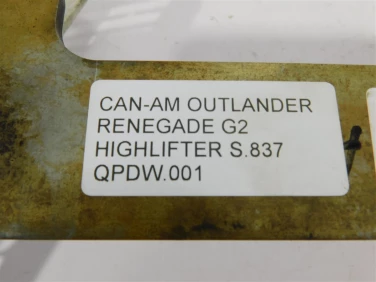 CAN-AM OUTLANDER
RENEGADE G2
HIGHLIFTER S.837
QPDW.001